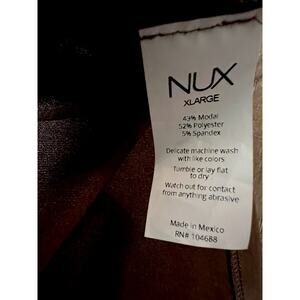 NUX
XLARGE
43% Modal
52% Polyester
5% Spandex
Delicate machine wash
with like colors
Tumble or lay flat
to dry
Watch out for contact
from anything abrasive
Made in Mexico
RN# 104688